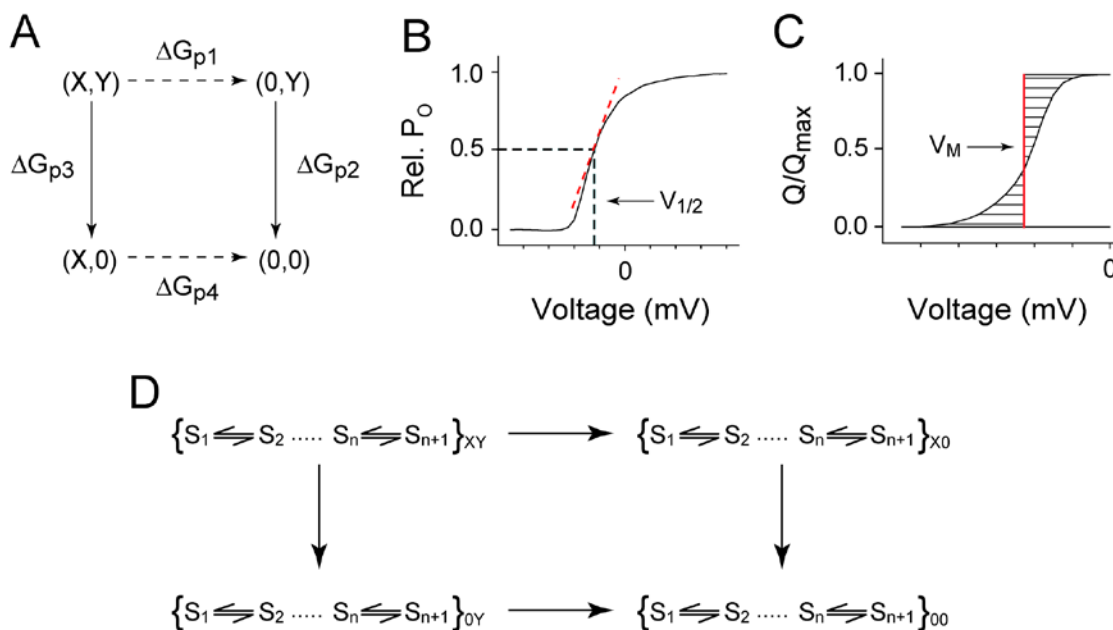 A
ΔGp1
(X,Y) (0,Y)
ΔGp3 ΔGp2
(X,0) (0,0)
ΔGp4
B
Rel. PO
1.0
0.5
0.0
V1/2
0
Voltage (mV)
C
Q/Qmax
1.0
0.5
0.0
VM
0
Voltage (mV)
D
{S1 S2 ..... Sn Sn+1}XY {S1 S2 ..... Sn Sn+1}X0
{S1 S2 ..... Sn Sn+1}0Y {S1 S2 ..... Sn Sn+1}00